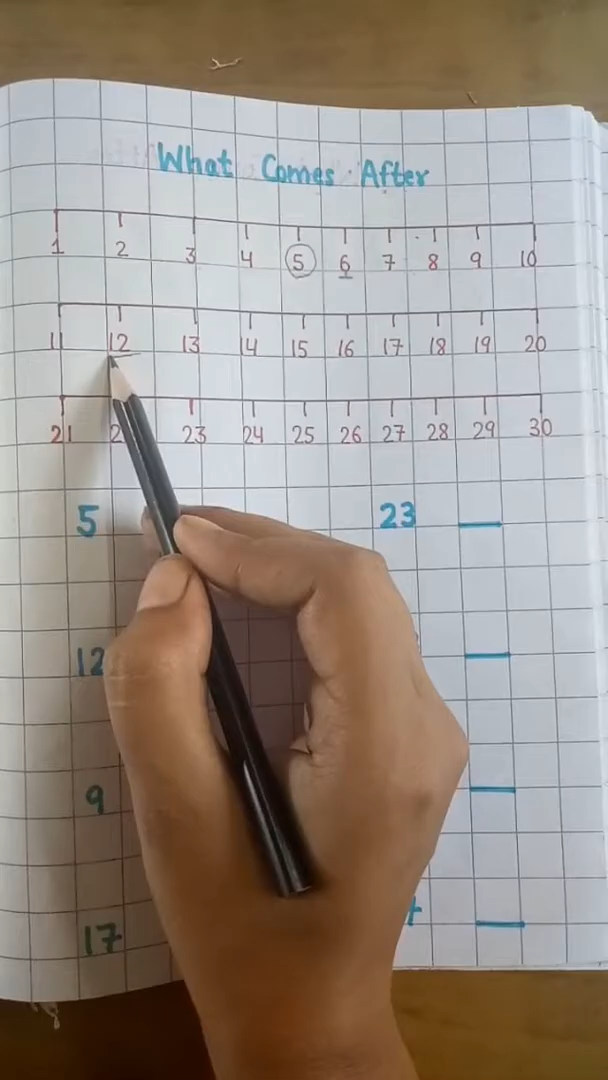 What Comes After
1 2 3 4 5 6 7 8 9 10
11 12 13 14 15 16 17 18 19 20
21 23 24 25 26 27 28 29 30
5 23
12
9
17